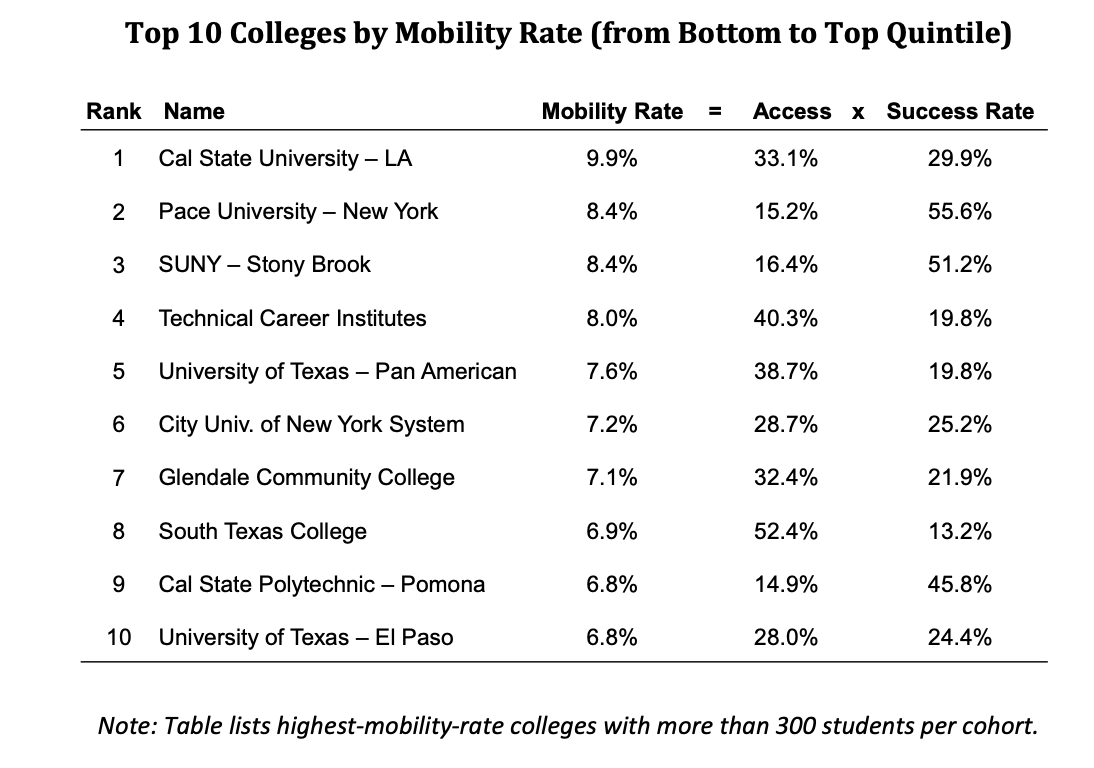 Top 10 Colleges by Mobility Rate (from Bottom to Top Quintile)
Rank Name Mobility Rate = Access x Success Rate
1 Cal State University – LA 9.9% 33.1% 29.9%
2 Pace University – New York 8.4% 15.2% 55.6%
3 SUNY – Stony Brook 8.4% 16.4% 51.2%
4 Technical Career Institutes 8.0% 40.3% 19.8%
5 University of Texas – Pan American 7.6% 38.7% 19.8%
6 City Univ. of New York System 7.2% 28.7% 25.2%
7 Glendale Community College 7.1% 32.4% 21.9%
8 South Texas College 6.9% 52.4% 13.2%
9 Cal State Polytechnic – Pomona 6.8% 14.9% 45.8%
10 University of Texas – El Paso 6.8% 28.0% 24.4%
Note: Table lists highest-mobility-rate colleges with more than 300 students per cohort.